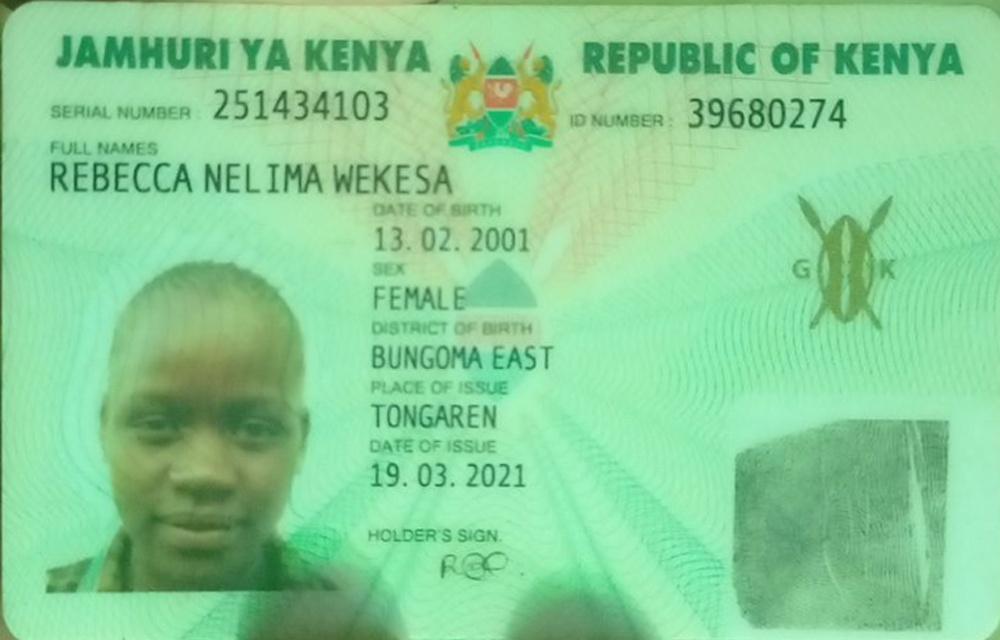 JAMHURI YA KENYA REPUBLIC OF KENYA
SERIAL NUMBER : 251434103 ID NUMBER : 39680274
FULL NAMES
REBECCA NELIMA WEKESA
DATE OF BIRTH
13. 02. 2001
SEX
FEMALE
G K
DISTRICT OF BIRTH
BUNGOMA EAST
PLACE OF ISSUE
TONGAREN
DATE OF ISSUE
19. 03. 2021
HOLDER'S SIGN.